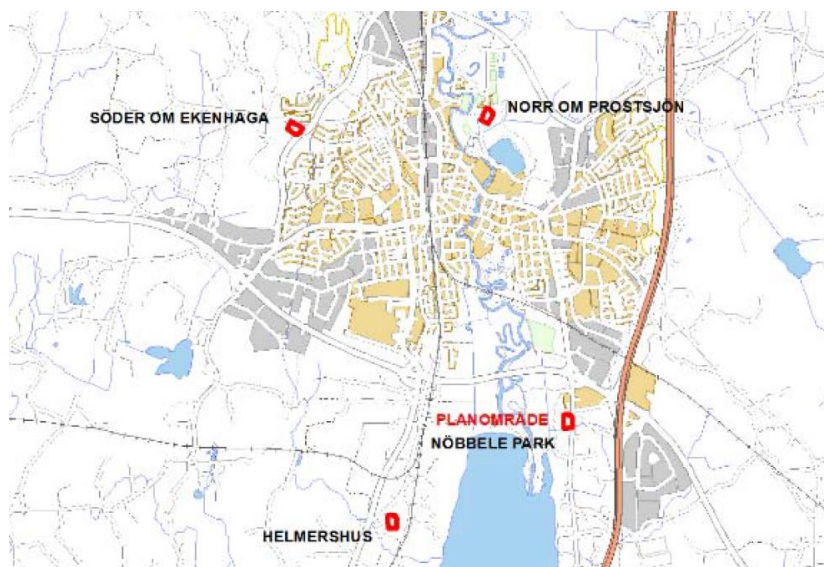 NORR OM PROSTSJÖN
SÖDER OM EKENHAGA
PLANOMRÅDE
NÖBBELE PARK
HELMERSHUS